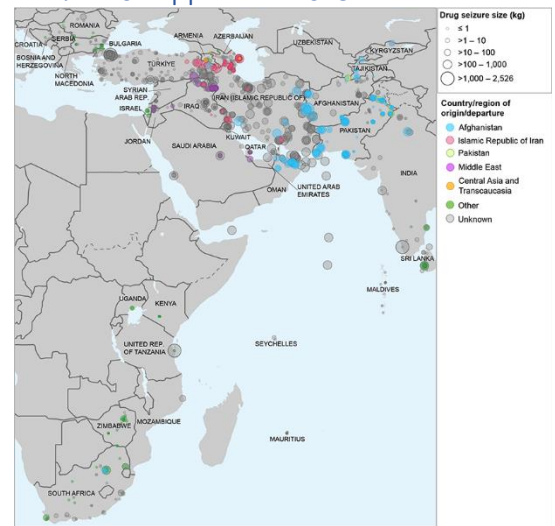 Drug seizure size (kg)
≤ 1
>1 – 10
>10 – 100
>100 – 1,000
>1,000 – 2,526
Country/region of
origin/departure
Afghanistan
Islamic Republic of Iran
Pakistan
Middle East
Central Asia and
Transcaucasia
Other
Unknown
ROMANIA
CROATIA
SERBIA
BOSNIA AND
HERZEGOVINA
BULGARIA
NORTH
MACEDONIA
TÜRKİYE
ARMENIA
AZERBAIJAN
UZBEKISTAN
KYRGYZSTAN
TAJIKISTAN
SYRIAN
ARAB REP.
ISRAEL
IRAQ
IRAN (ISLAMIC REPUBLIC OF)
AFGHANISTAN
JORDAN
KUWAIT
PAKISTAN
SAUDI ARABIA
QATAR
OMAN
UNITED ARAB
EMIRATES
INDIA
SRI LANKA
MALDIVES
UGANDA
KENYA
UNITED REP.
OF TANZANIA
SEYCHELLES
ZIMBABWE
MOZAMBIQUE
MAURITIUS
SOUTH AFRICA